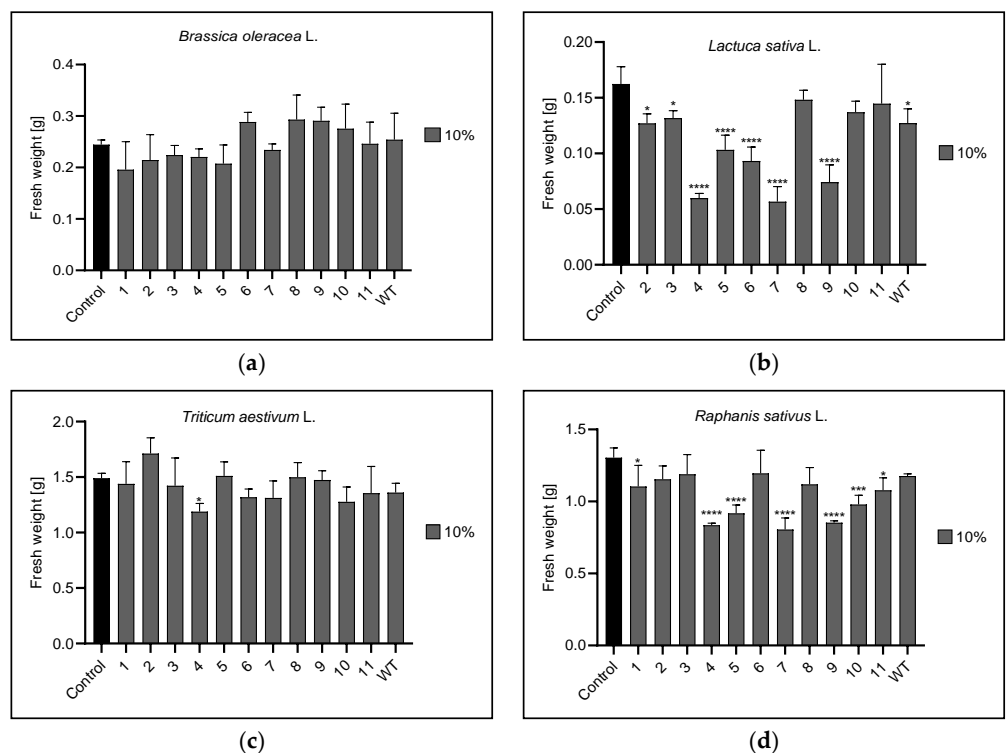 Brassica oleracea L.
0.4
0.3
0.2
0.1
0.0
Fresh weight [g]
Control 1 2 3 4 5 6 7 8 9 10 11 WT
10%
(a)
Lactuca sativa L.
0.20
0.15
0.10
0.05
0.00
Fresh weight [g]
* * **** **** **** **** **** *
Control 2 3 4 5 6 7 8 9 10 11 WT
10%
(b)
Triticum aestivum L.
2.0
1.5
1.0
1.5
0.0
Fresh weight [g]
*
Control 1 2 3 4 5 6 7 8 9 10 11 WT
10%
(c)
Raphanis sativus L.
1.5
1.0
0.5
0.0
Fresh weight [g]
* **** **** **** **** *** *
Control 1 2 3 4 5 6 7 8 9 10 11 WT
10%
(d)